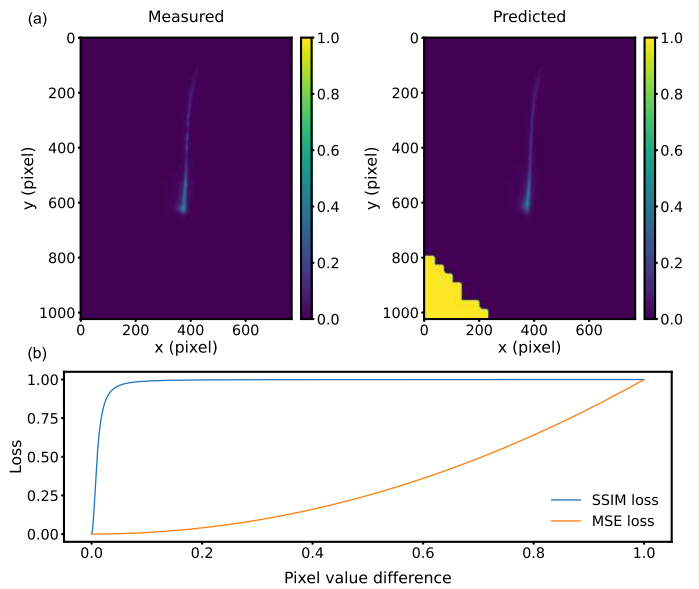 (a)
Measured
Predicted
0
200
400
600
800
1000
y (pixel)
0 200 400 600
x (pixel)
1.0
0.8
0.6
0.4
0.2
0.0
0
200
400
600
800
1000
y (pixel)
0 200 400 600
x (pixel)
1.0
0.8
0.6
0.4
0.2
0.0
(b)
1.00
0.75
0.50
0.25
0.00
Loss
SSIM loss
MSE loss
0.0 0.2 0.4 0.6 0.8 1.0
Pixel value difference